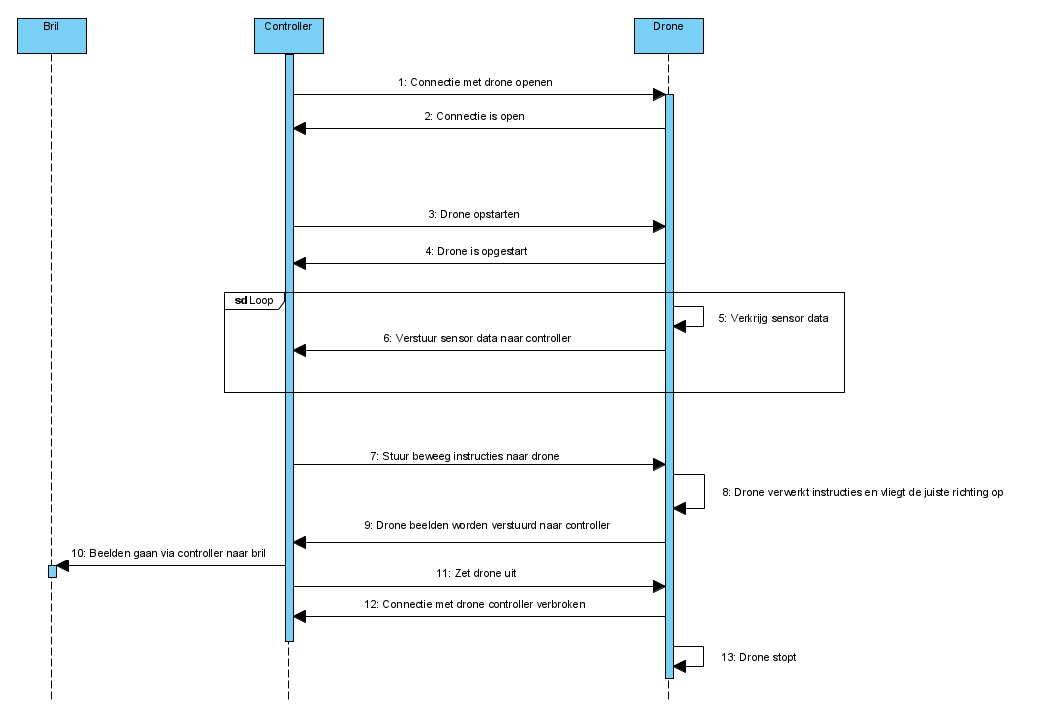 Bril
Controller
Drone
1: Connectie met drone openen
2: Connectie is open
3: Drone opstarten
4: Drone is opgestart
sd Loop
5: Verkrijg sensor data
6: Verstuur sensor data naar controller
7: Stuur beweeg instructies naar drone
8: Drone verwerkt instructies en vliegt de juiste richting op
9: Drone beelden worden verstuurd naar controller
10: Beelden gaan via controller naar bril
11: Zet drone uit
12: Connectie met drone controller verbroken
13: Drone stopt